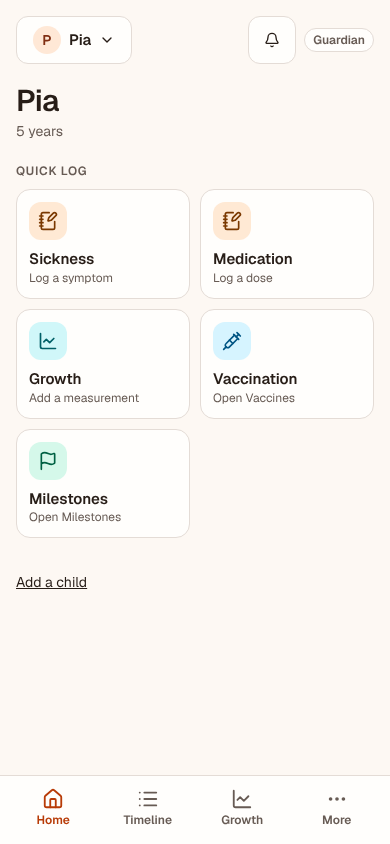 P Pia Guardian
Pia
5 years
QUICK LOG
Sickness
Log a symptom
Medication
Log a dose
Growth
Add a measurement
Vaccination
Open Vaccines
Milestones
Open Milestones
Add a child
Home Timeline Growth More